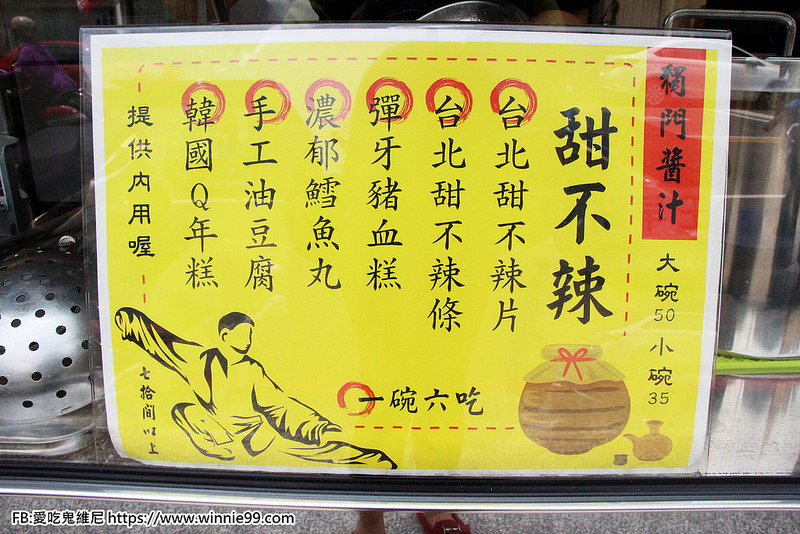 獨門醬汁
大碗50 小碗35
甜不辣
台北甜不辣片
台北甜不辣條
彈牙豬血糕
濃郁鱈魚丸
手工油豆腐
韓國Q年糕
提供內用喔
一碗六吃
七拾間以上
FB:愛吃鬼維尼 https://www.winnie99.com